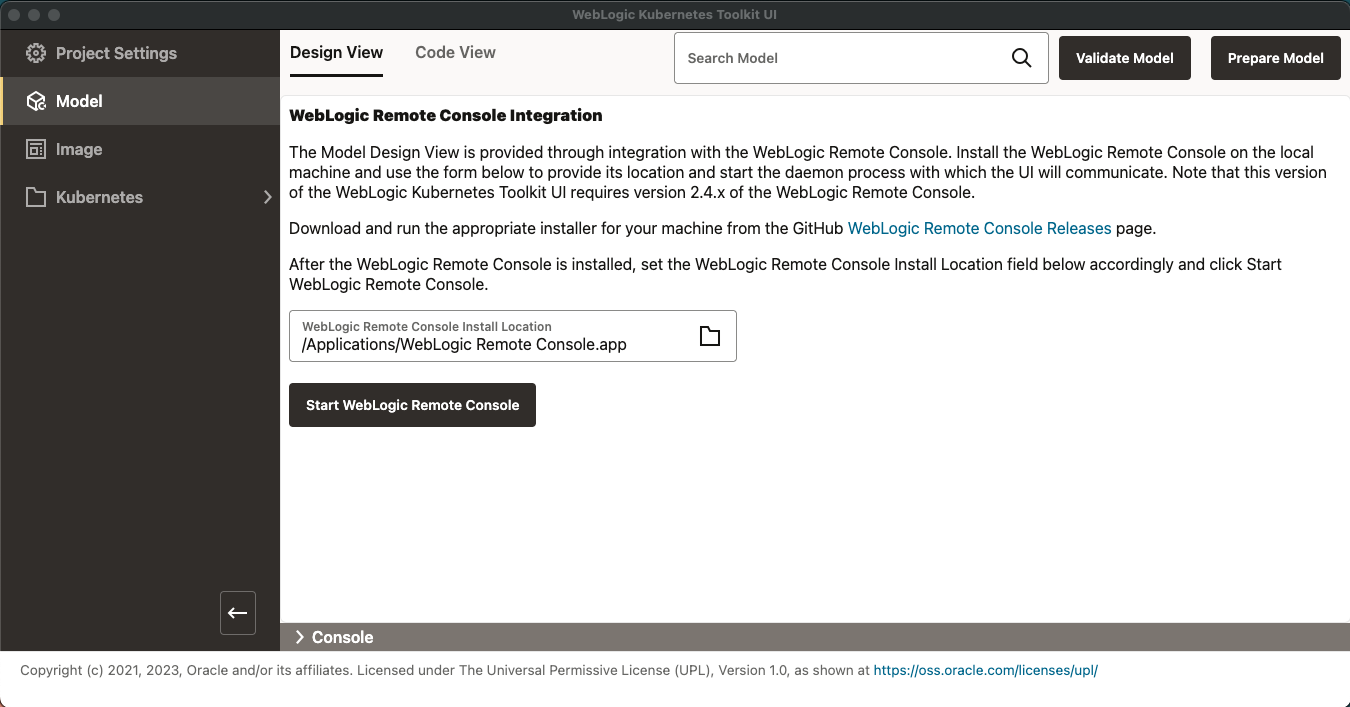 WebLogic Kubernetes Toolkit UI
Project Settings
Model
Image
Kubernetes
Design View
Code View
Search Model
Validate Model
Prepare Model
WebLogic Remote Console Integration
The Model Design View is provided through integration with the WebLogic Remote Console. Install the WebLogic Remote Console on the local
machine and use the form below to provide its location and start the daemon process with which the UI will communicate. Note that this version
of the WebLogic Kubernetes Toolkit UI requires version 2.4.x of the WebLogic Remote Console.
Download and run the appropriate installer for your machine from the GitHub WebLogic Remote Console Releases page.
After the WebLogic Remote Console is installed, set the WebLogic Remote Console Install Location field below accordingly and click Start
WebLogic Remote Console.
WebLogic Remote Console Install Location
/Applications/WebLogic Remote Console.app
Start WebLogic Remote Console
Console
Copyright (c) 2021, 2023, Oracle and/or its affiliates. Licensed under The Universal Permissive License (UPL), Version 1.0, as shown at https://oss.oracle.com/licenses/upl/